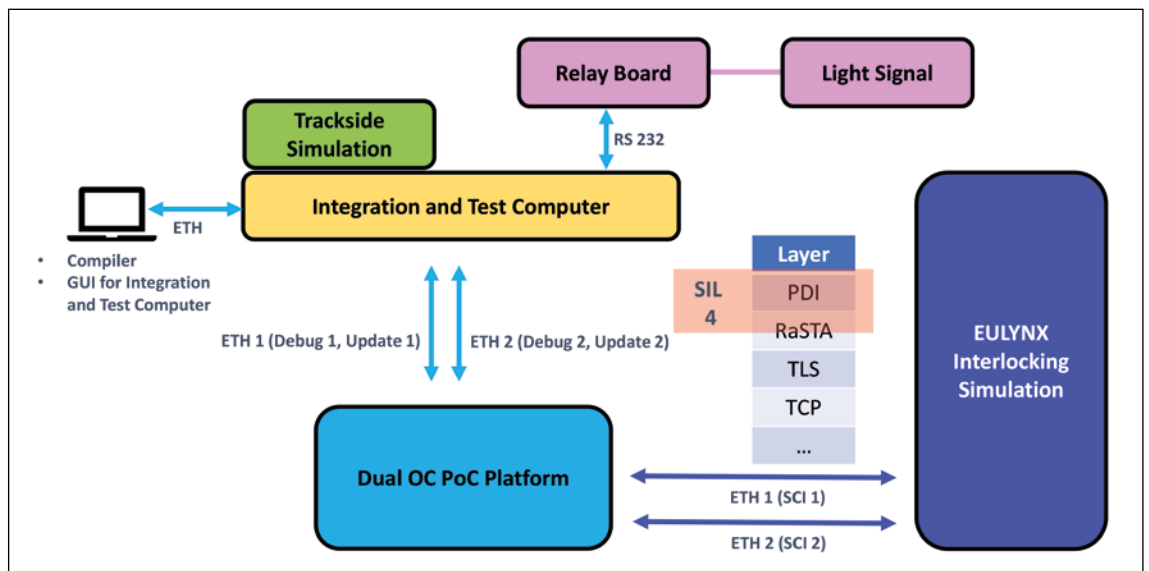 Relay Board
Light Signal
Trackside
Simulation
RS 232
Integration and Test Computer
ETH
• Compiler
• GUI for Integration
and Test Computer
Layer
SIL
4
PDI
RaSTA
TLS
TCP
...
EULYNX
Interlocking
Simulation
ETH 1 (Debug 1, Update 1)
ETH 2 (Debug 2, Update 2)
Dual OC PoC Platform
ETH 1 (SCI 1)
ETH 2 (SCI 2)